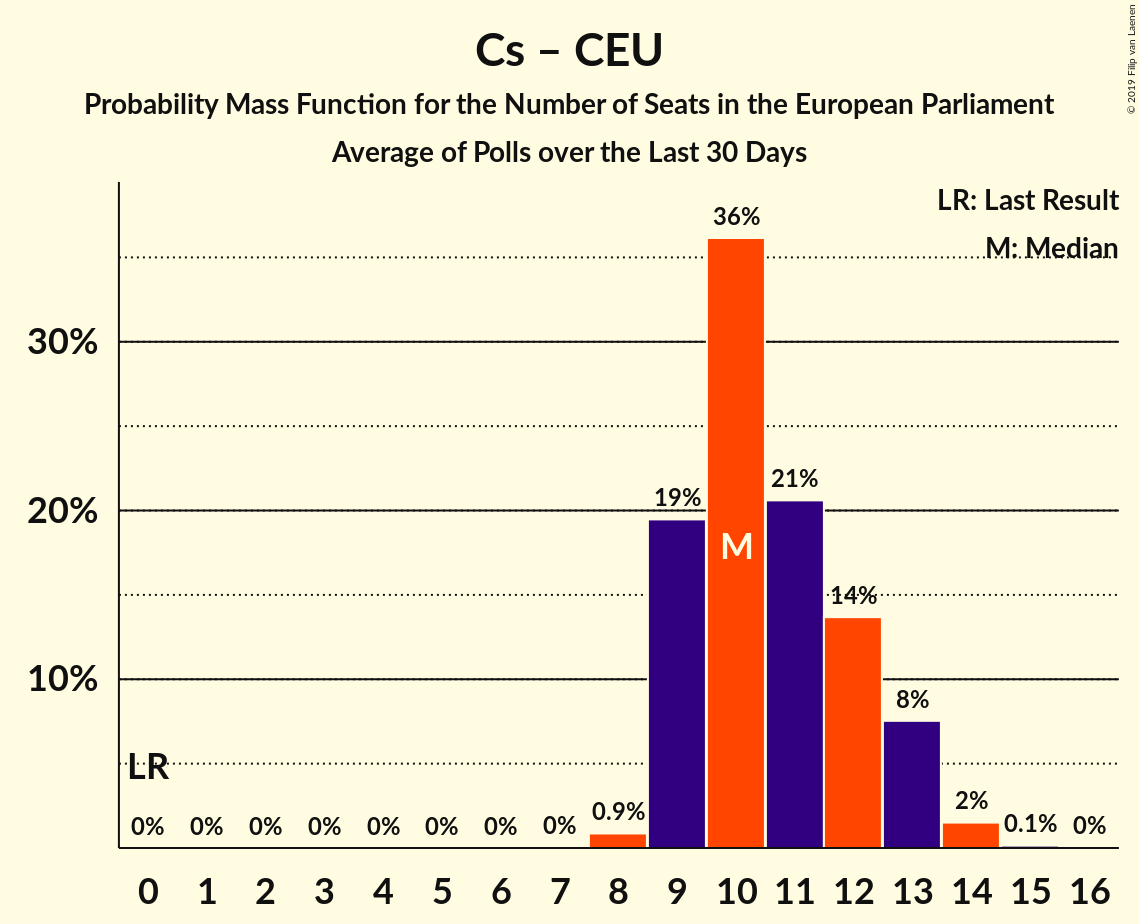 Cs – CEU
Probability Mass Function for the Number of Seats in the European Parliament
Average of Polls over the Last 30 Days
© 2019 Filip van Laenen
LR: Last Result
M: Median
30%
20%
10%
LR
0% 0% 0% 0% 0% 0% 0% 0% 0.9% 19% 36% 21% 14% 8% 2% 0.1% 0%
M
0 1 2 3 4 5 6 7 8 9 10 11 12 13 14 15 16